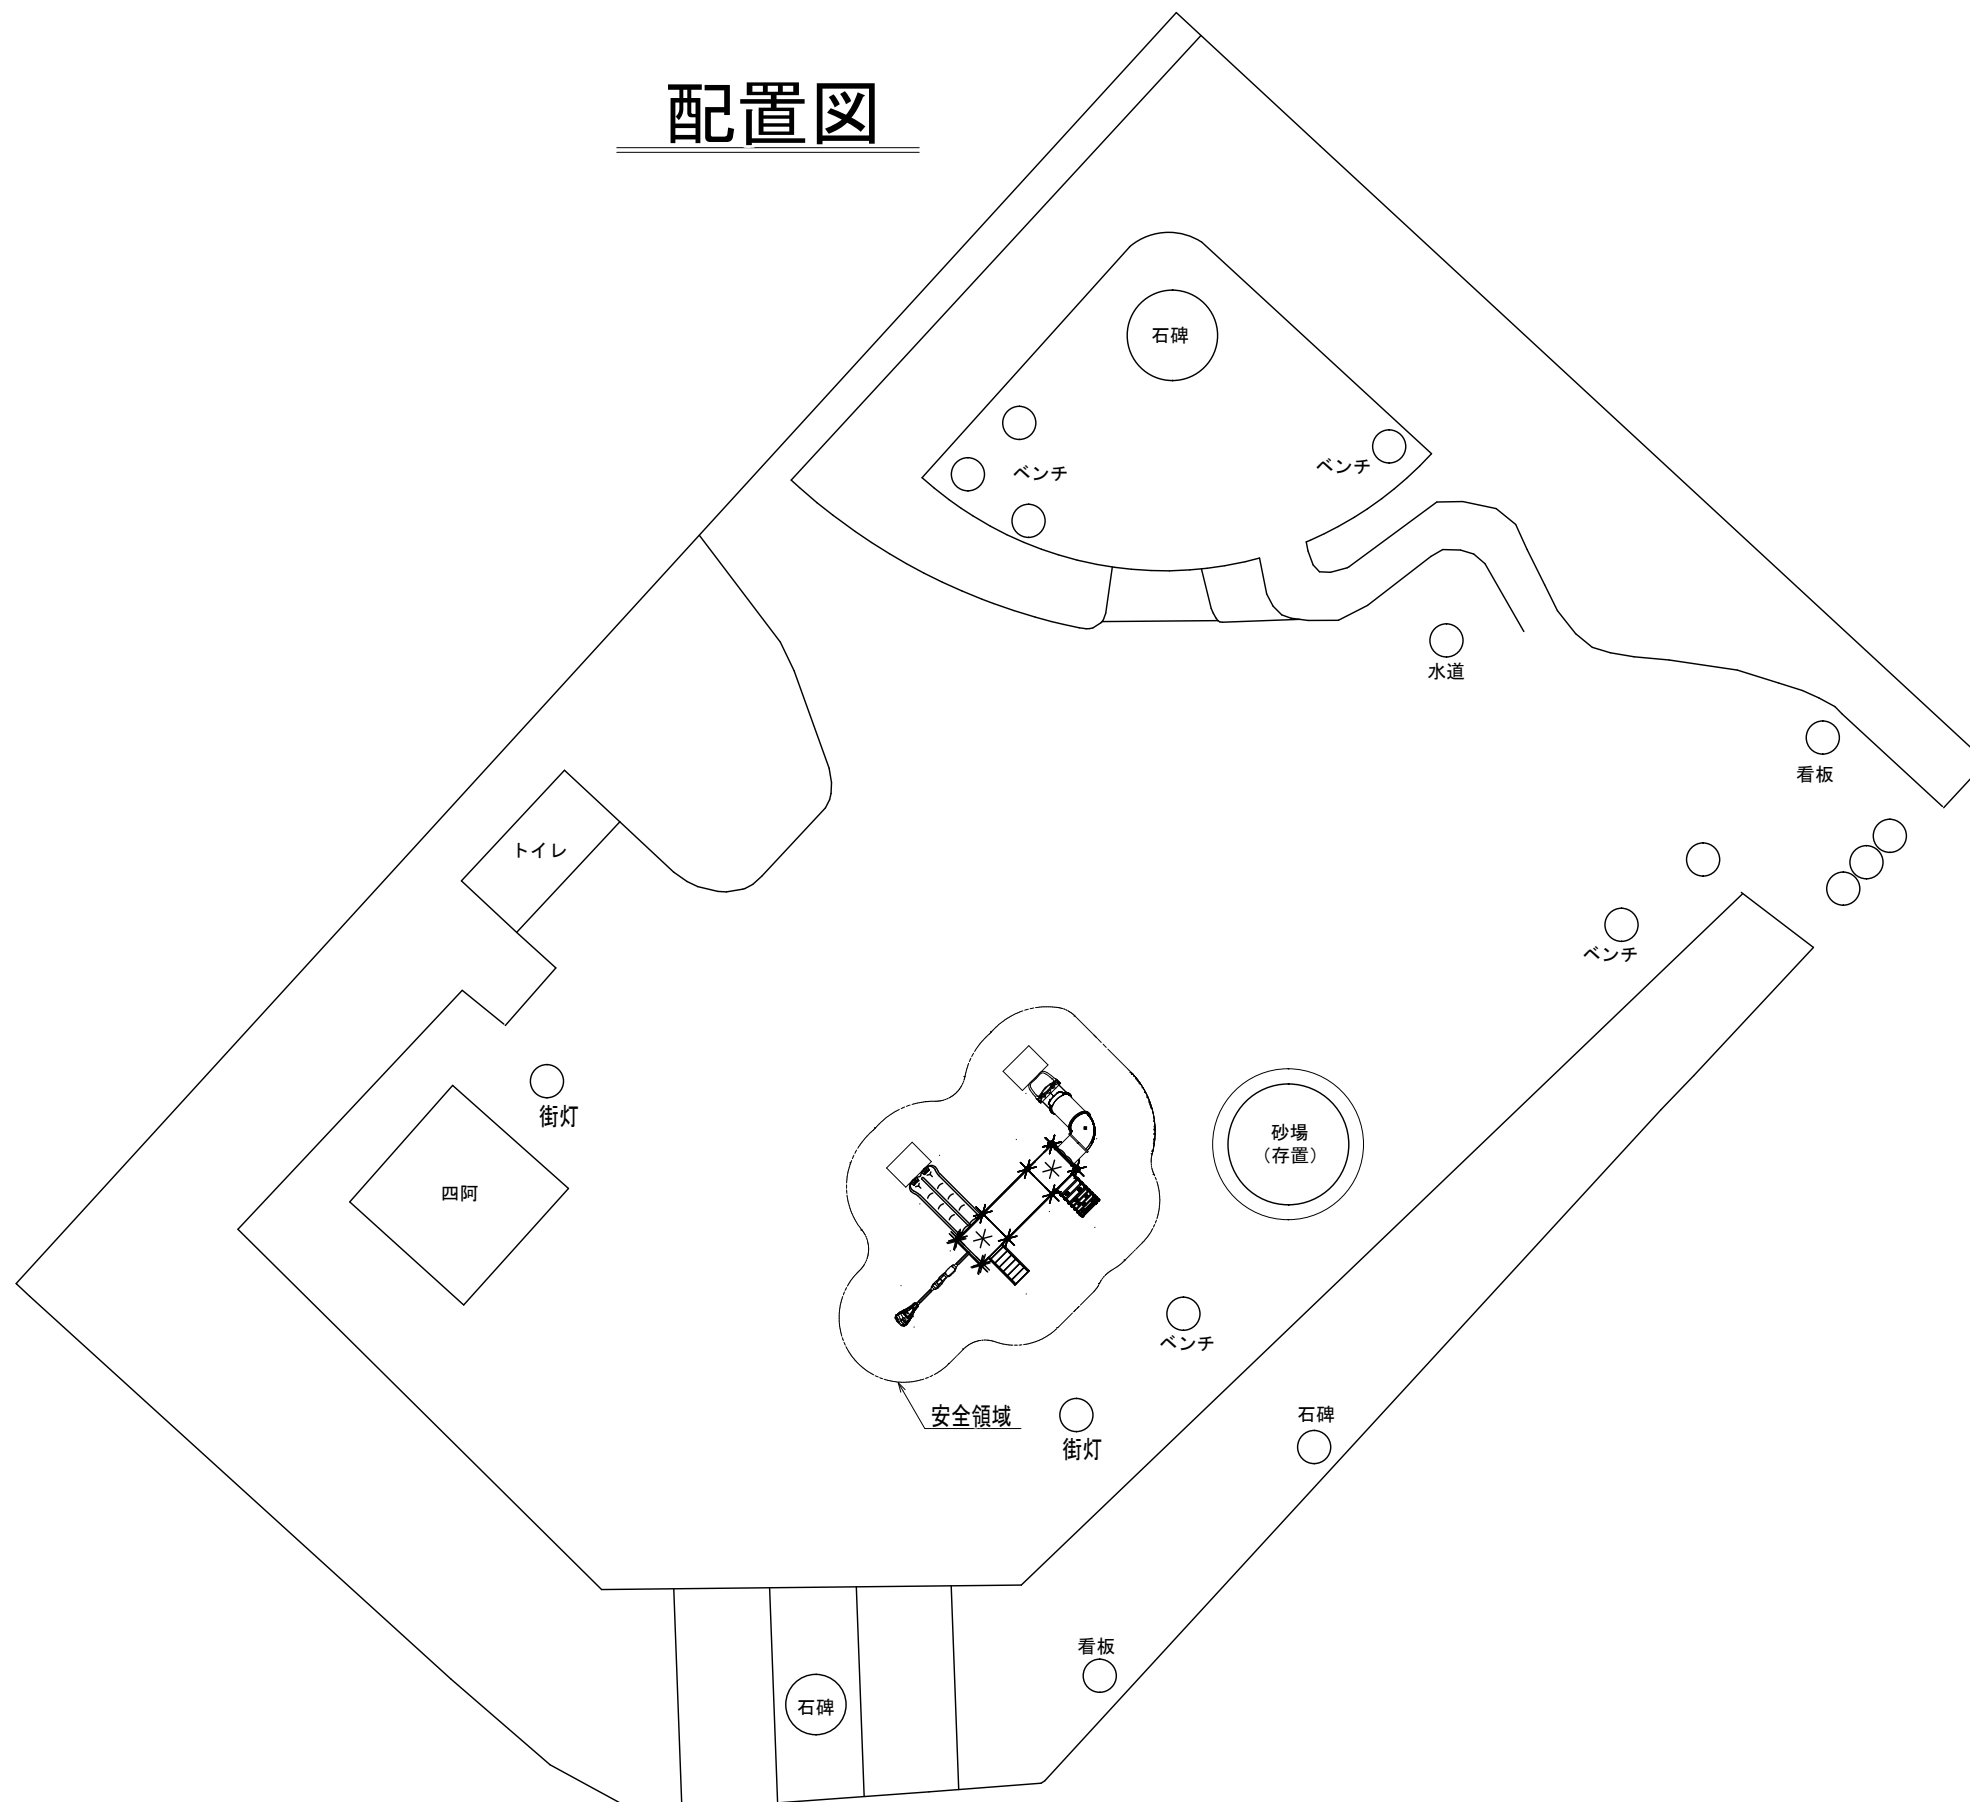 配置図
石碑
ベンチ
ベンチ
水道
看板
トイレ
ベンチ
街灯
砂場
（存置）
四阿
ベンチ
安全領域
街灯
石碑
看板
石碑